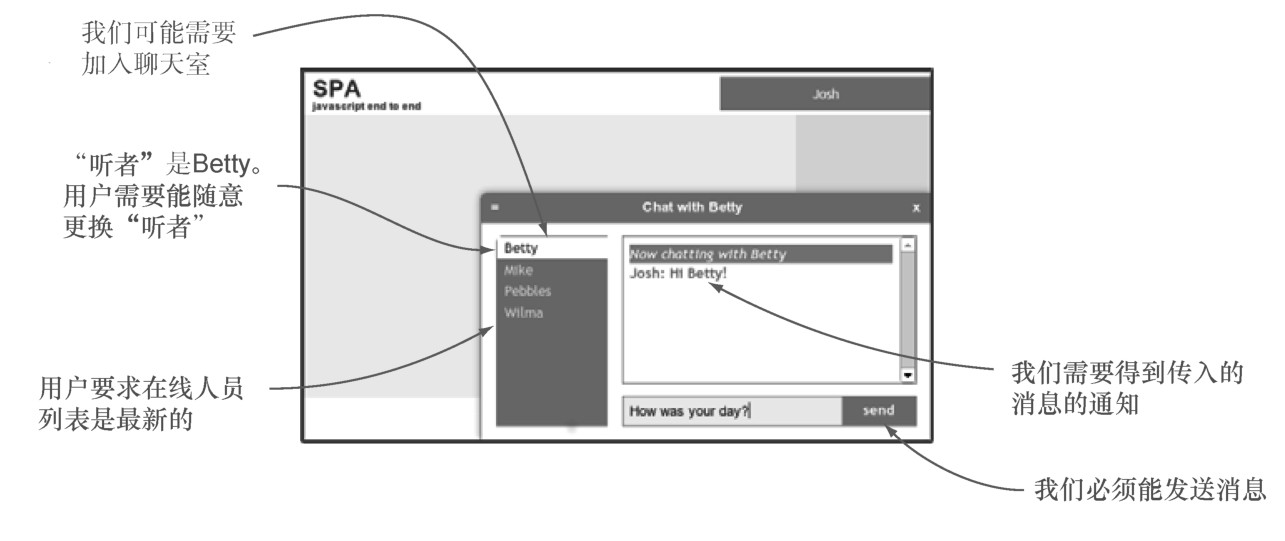 我们可能需要
加入聊天室
SPA
javascript end to end
Josh
“听者”是Betty。
用户需要能随意
更换“听者”
=
Chat with Betty
x
Betty
Mike
Pebbles
Wilma
Now chatting with Betty
Josh: Hi Betty!
用户要求在线人员
列表是最新的
我们需要得到传入的
消息的通知
How was your day?
send
我们必须能发送消息